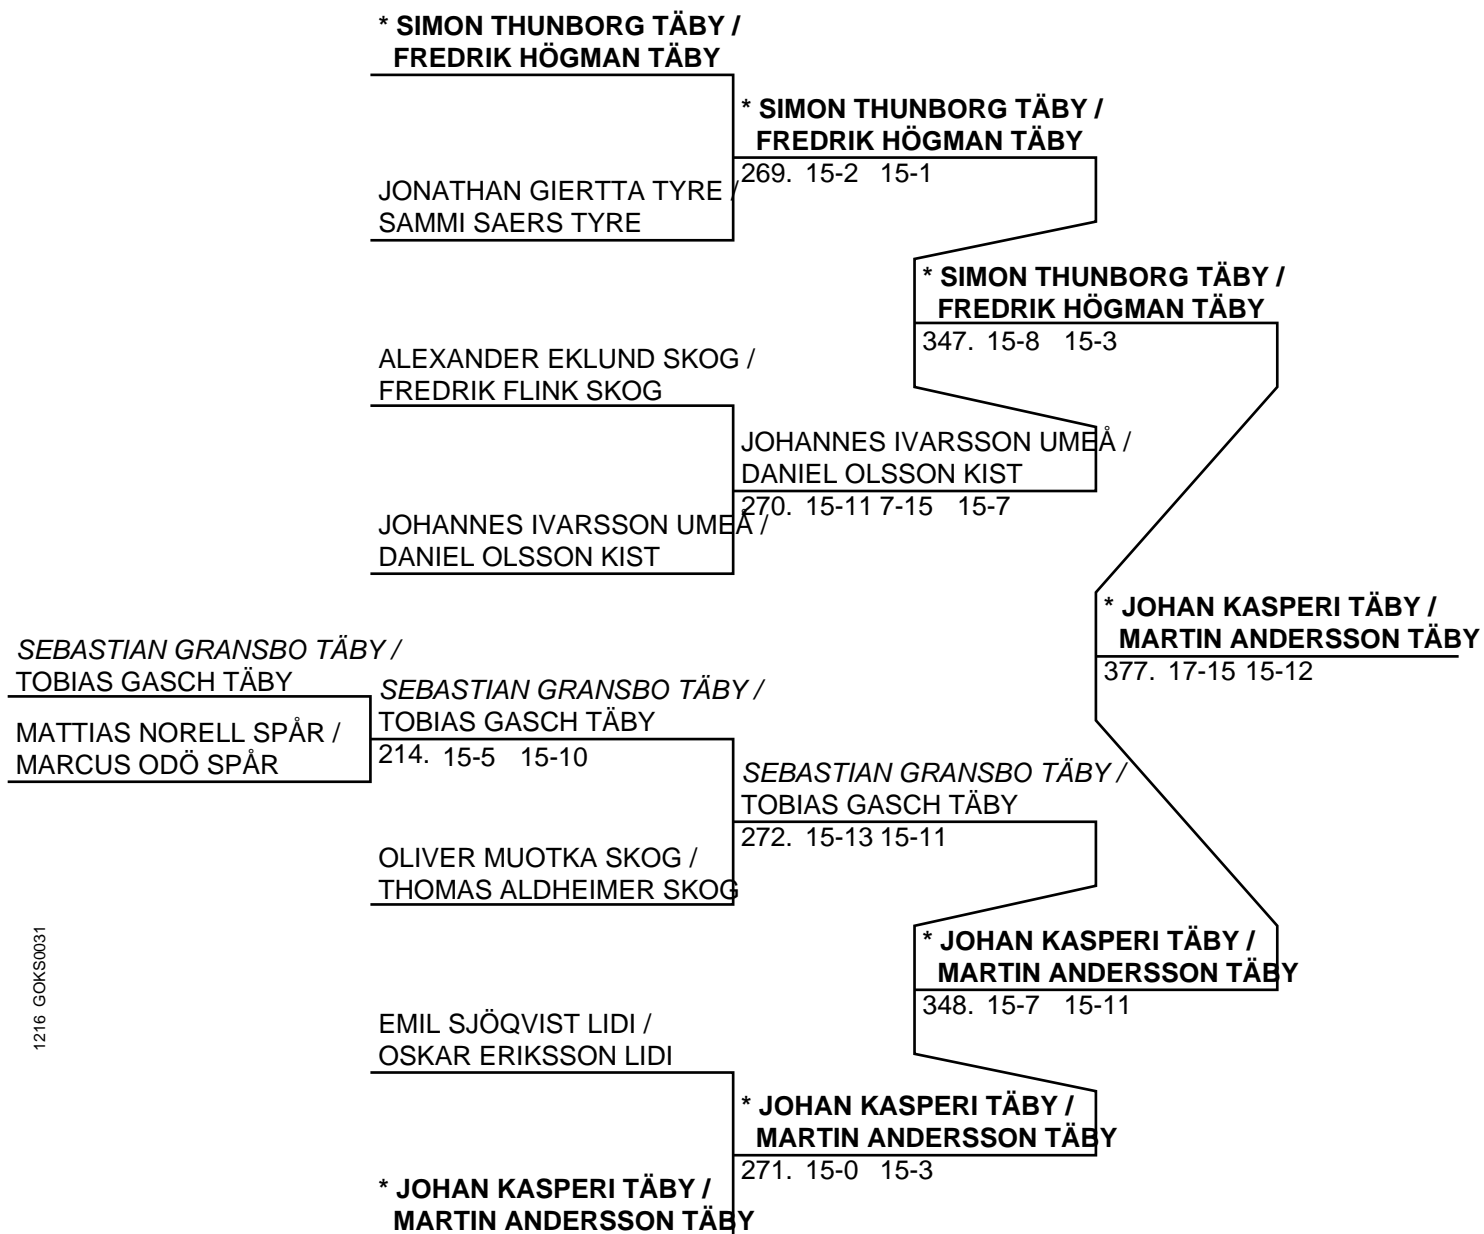 * SIMON THUNBORG TÄBY /
FREDRIK HÖGMAN TÄBY
* SIMON THUNBORG TÄBY /
FREDRIK HÖGMAN TÄBY
269. 15-2 15-1
JONATHAN GIERTTA TYRE /
SAMMI SAERS TYRE
* SIMON THUNBORG TÄBY /
FREDRIK HÖGMAN TÄBY
347. 15-8 15-3
ALEXANDER EKLUND SKOG /
FREDRIK FLINK SKOG
JOHANNES IVARSSON UMEÅ /
DANIEL OLSSON KIST
270. 15-11 7-15 15-7
JOHANNES IVARSSON UMEÅ /
DANIEL OLSSON KIST
* JOHAN KASPERI TÄBY /
MARTIN ANDERSSON TÄBY
377. 17-15 15-12
SEBASTIAN GRANSBO TÄBY /
TOBIAS GASCH TÄBY
SEBASTIAN GRANSBO TÄBY /
TOBIAS GASCH TÄBY
214. 15-5 15-10
MATTIAS NORELL SPÅR /
MARCUS ODÖ SPÅR
SEBASTIAN GRANSBO TÄBY /
TOBIAS GASCH TÄBY
272. 15-13 15-11
OLIVER MUOTKA SKOG /
THOMAS ALDHEIMER SKOG
* JOHAN KASPERI TÄBY /
MARTIN ANDERSSON TÄBY
348. 15-7 15-11
1216 GOKS0031
EMIL SJÖQVIST LIDI /
OSKAR ERIKSSON LIDI
* JOHAN KASPERI TÄBY /
MARTIN ANDERSSON TÄBY
271. 15-0 15-3
* JOHAN KASPERI TÄBY /
MARTIN ANDERSSON TÄBY